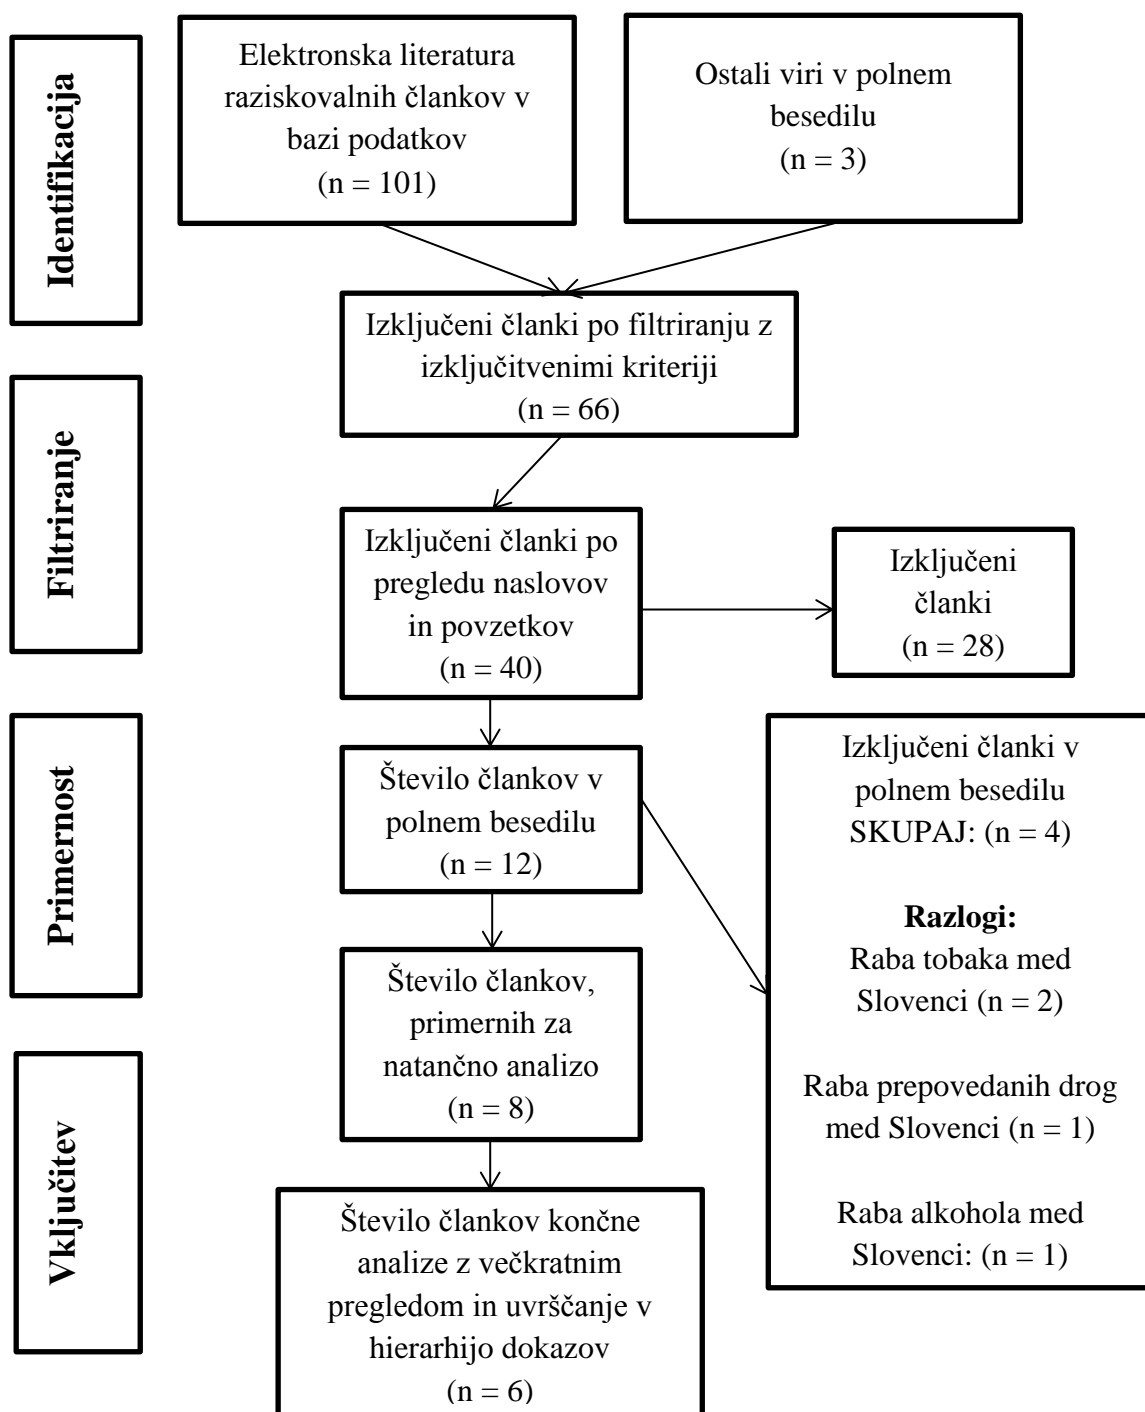 Identifikacija
Elektronska literatura
raziskovalnih člankov v
bazi podatkov
(n = 101)
Ostali viri v polnem
besedilu
(n = 3)
Izključeni članki po filtriranju z
izključitvenimi kriteriji
(n = 66)
Filtriranje
Izključeni članki po
pregledu naslovov
in povzetkov
(n = 40)
Izključeni
članki
(n = 28)
Primernost
Število člankov v
polnem besedilu
(n = 12)
Izključeni članki v
polnem besedilu
SKUPAJ: (n = 4)
Razlogi:
Raba tobaka med
Slovenci (n = 2)
Raba prepovedanih drog
med Slovenci (n = 1)
Raba alkohola med
Slovenci: (n = 1)
Število člankov,
primernih za
natančno analizo
(n = 8)
Vključitev
Število člankov končne
analize z večkratnim
pregledom in uvrščanje v
hierarhijo dokazov
(n = 6)